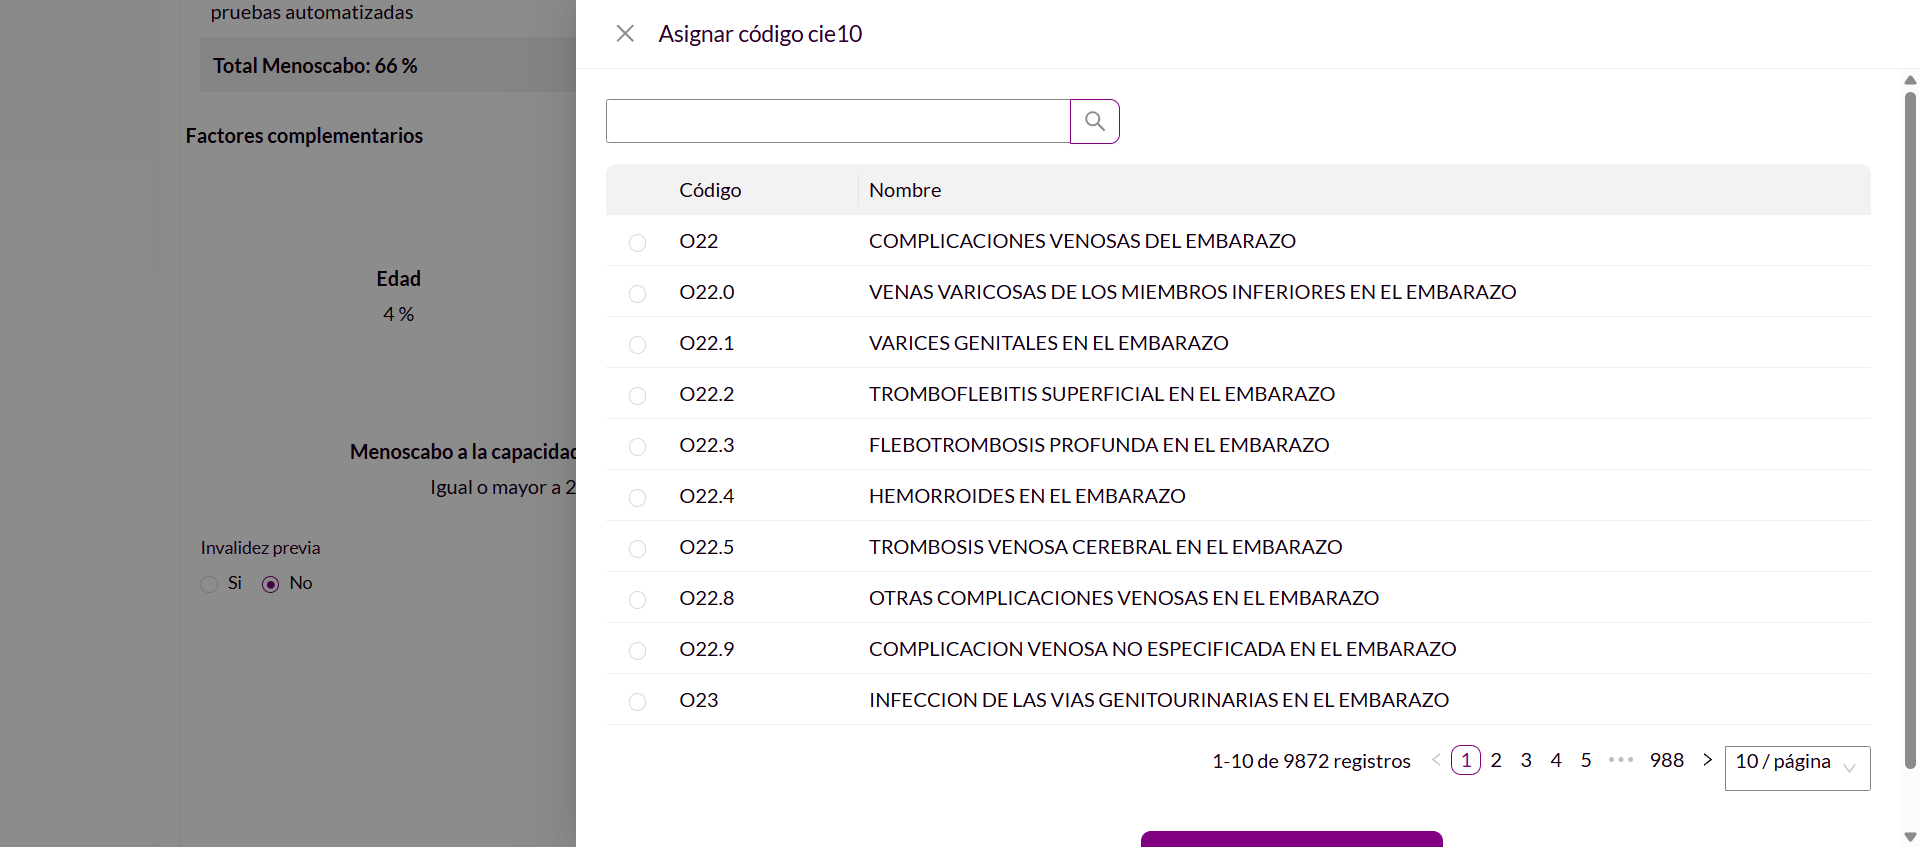 pruebas automatizadas
Total Menoscabo: 66 %
Factores complementarios
Edad
4 %
Menoscabo a la capacidad
Igual o mayor a 2
Invalidez previa
Si No
Asignar código cie10
Código Nombre
O22 COMPLICACIONES VENOSAS DEL EMBARAZO
O22.0 VENAS VARICOSAS DE LOS MIEMBROS INFERIORES EN EL EMBARAZO
O22.1 VARICES GENITALES EN EL EMBARAZO
O22.2 TROMBOFLEBITIS SUPERFICIAL EN EL EMBARAZO
O22.3 FLEBOTROMBOSIS PROFUNDA EN EL EMBARAZO
O22.4 HEMORROIDES EN EL EMBARAZO
O22.5 TROMBOSIS VENOSA CEREBRAL EN EL EMBARAZO
O22.8 OTRAS COMPLICACIONES VENOSAS EN EL EMBARAZO
O22.9 COMPLICACION VENOSA NO ESPECIFICADA EN EL EMBARAZO
O23 INFECCION DE LAS VIAS GENITOURINARIAS EN EL EMBARAZO
1-10 de 9872 registros < 1 2 3 4 5 ••• 988 > 10 / página